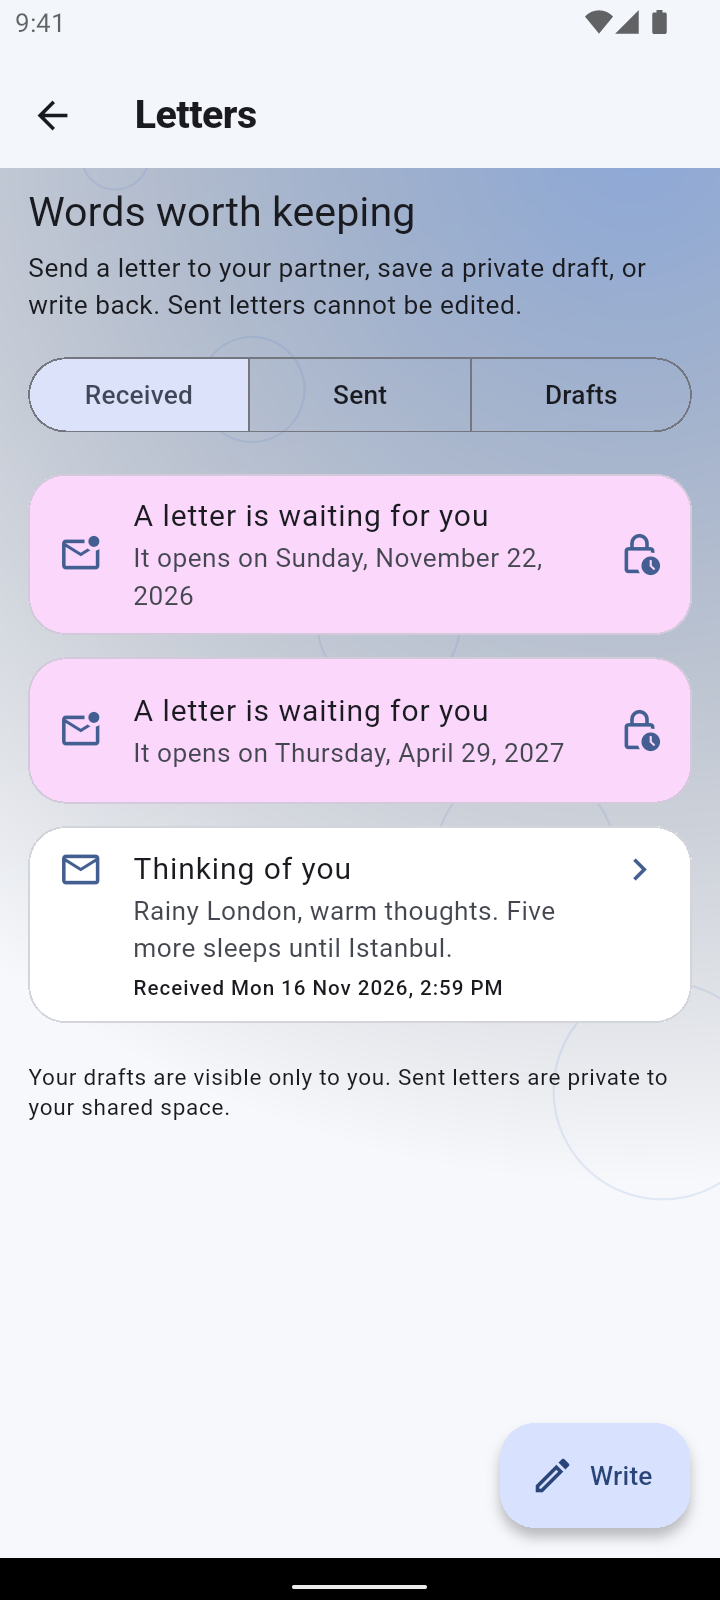 9:41
Letters
Words worth keeping
Send a letter to your partner, save a private draft, or
write back. Sent letters cannot be edited.
Received
Sent
Drafts
A letter is waiting for you
It opens on Sunday, November 22,
2026
A letter is waiting for you
It opens on Thursday, April 29, 2027
Thinking of you
Rainy London, warm thoughts. Five
more sleeps until Istanbul.
Received Mon 16 Nov 2026, 2:59 PM
Your drafts are visible only to you. Sent letters are private to
your shared space.
Write